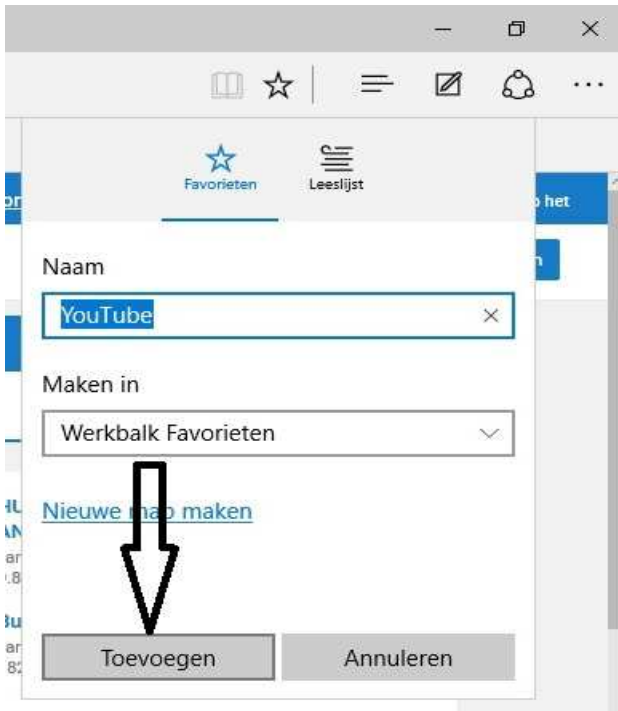 Favorieten
Leeslijst
het
Naam
YouTube
Maken in
Werkbalk Favorieten
Nieuwe map maken
Toevoegen
Annuleren